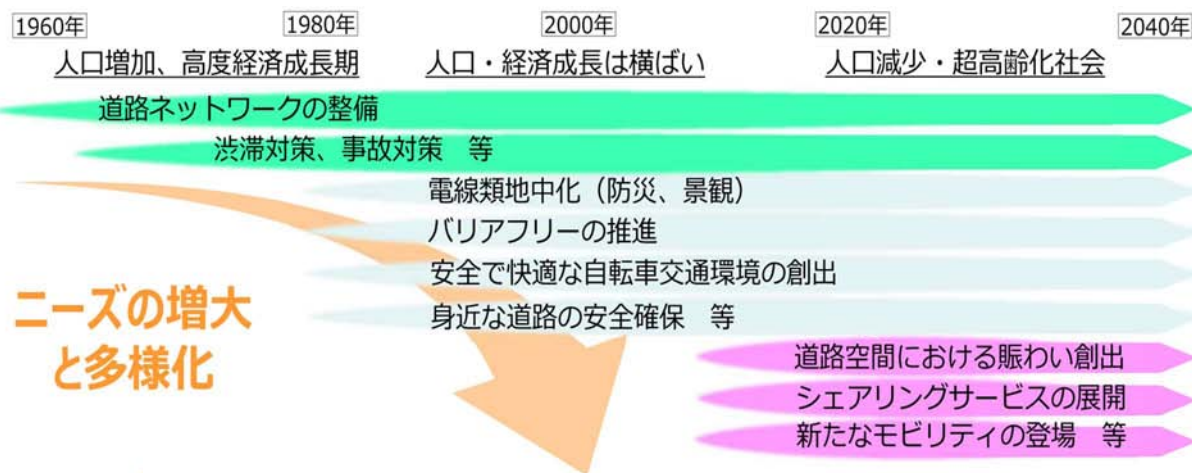 1960年 1980年 2000年 2020年 2040年
人口増加、高度経済成長期 人口・経済成長は横ばい 人口減少・超高齢化社会
道路ネットワークの整備
渋滞対策、事故対策　等
電線類地中化（防災、景観）
バリアフリーの推進
安全で快適な自転車交通環境の創出
身近な道路の安全確保　等
ニーズの増大
と多様化
道路空間における賑わい創出
シェアリングサービスの展開
新たなモビリティの登場　等